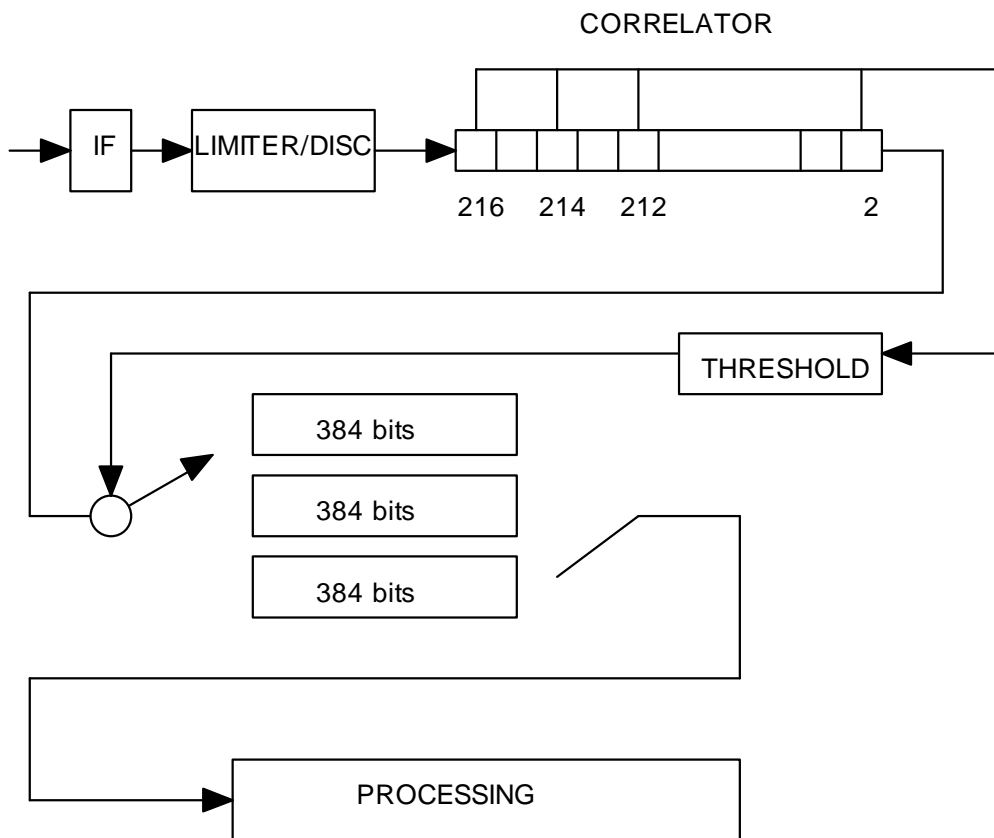 CORRELATOR
IF
LIMITER/DISC
216 214 212 2
THRESHOLD
384 bits
384 bits
384 bits
PROCESSING